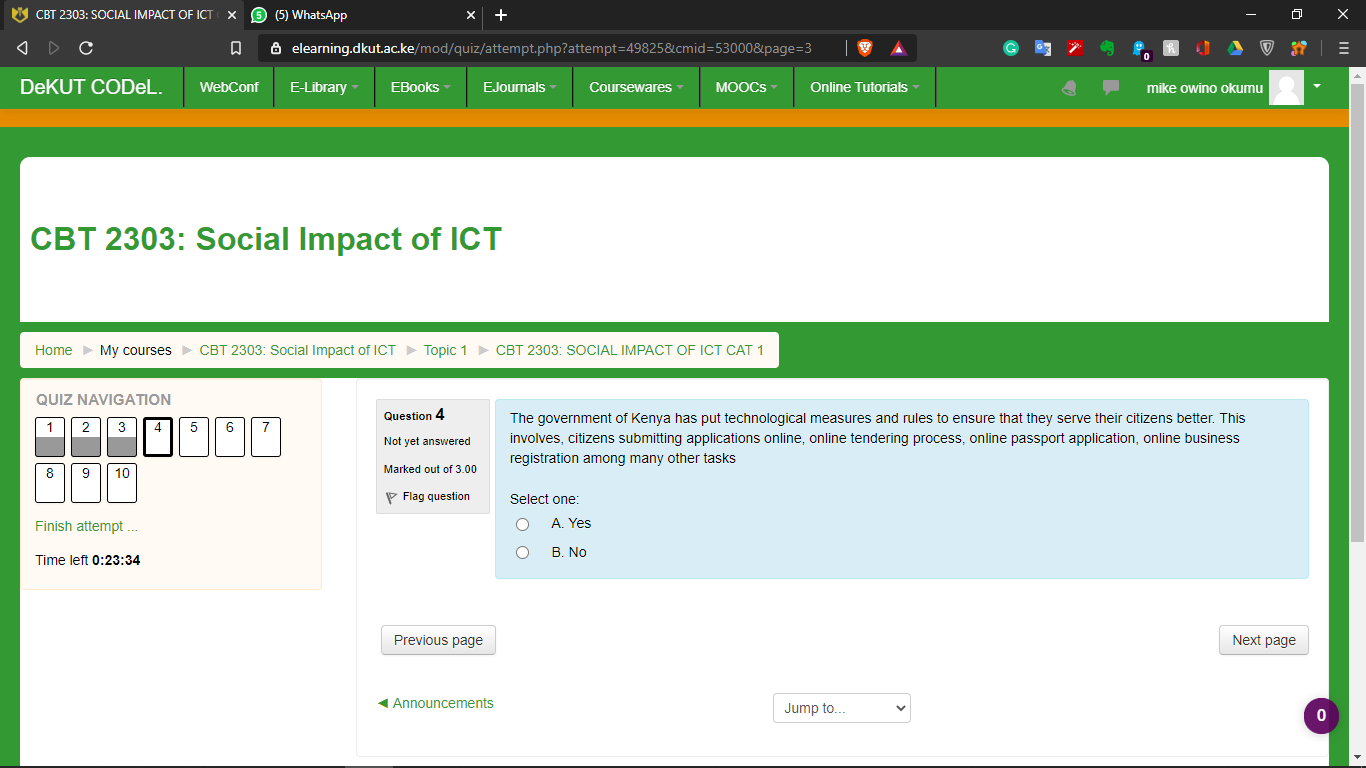 CBT 2303: SOCIAL IMPACT OF ICT
(5) WhatsApp
elearning.dkut.ac.ke/mod/quiz/attempt.php?attempt=49825&cmid=53000&page=3
DeKUT CODeL.
WebConf
E-Library
EBooks
EJournals
Coursewares
MOOCs
Online Tutorials
mike owino okumu
CBT 2303: Social Impact of ICT
Home My courses CBT 2303: Social Impact of ICT Topic 1 CBT 2303: SOCIAL IMPACT OF ICT CAT 1
QUIZ NAVIGATION
1 2 3 4 5 6 7
8 9 10
Finish attempt ...
Time left 0:23:34
Question 4
Not yet answered
Marked out of 3.00
Flag question
The government of Kenya has put technological measures and rules to ensure that they serve their citizens better. This
involves, citizens submitting applications online, online tendering process, online passport application, online business
registration among many other tasks
Select one:
A. Yes
B. No
Previous page
Next page
Announcements
Jump to...
0